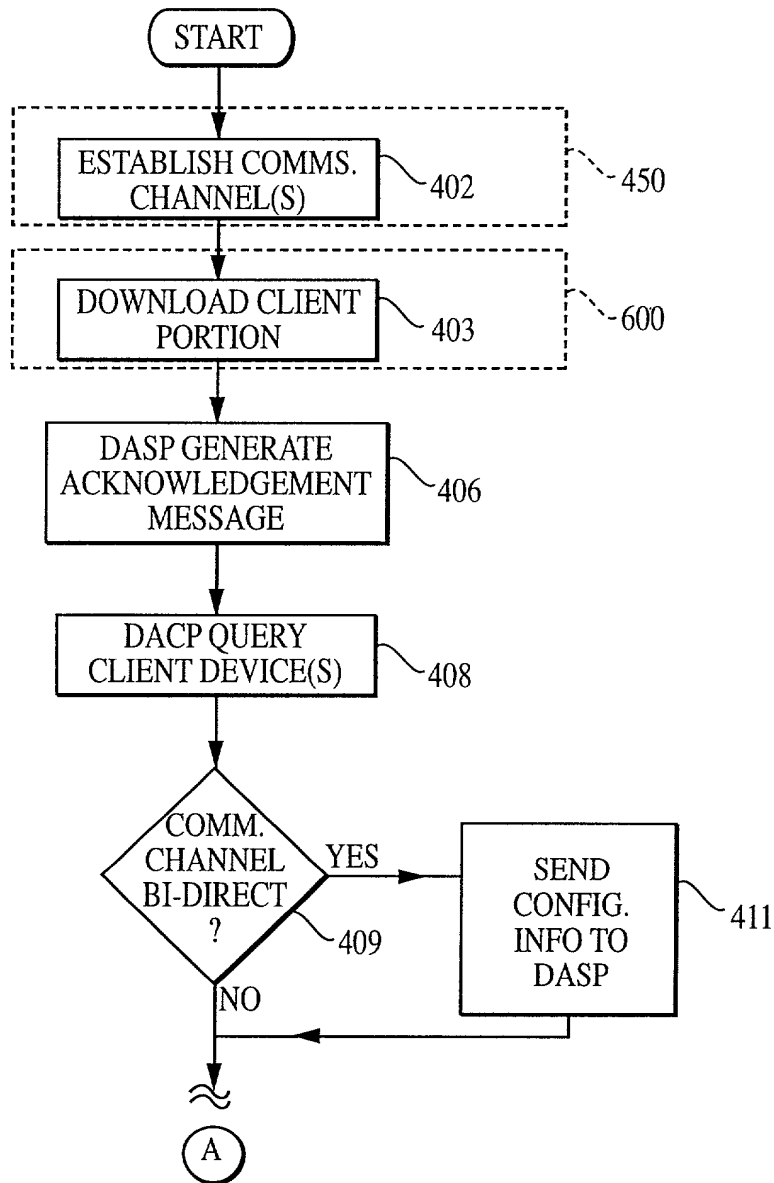 START
ESTABLISH COMMS.
CHANNEL(S)
402
450
DOWNLOAD CLIENT
PORTION
403
600
DASP GENERATE
ACKNOWLEDGEMENT
MESSAGE
406
DACP QUERY
CLIENT DEVICE(S)
408
COMM.
CHANNEL
BI-DIRECT
?
409
YES
SEND
CONFIG.
INFO TO
DASP
411
NO
A